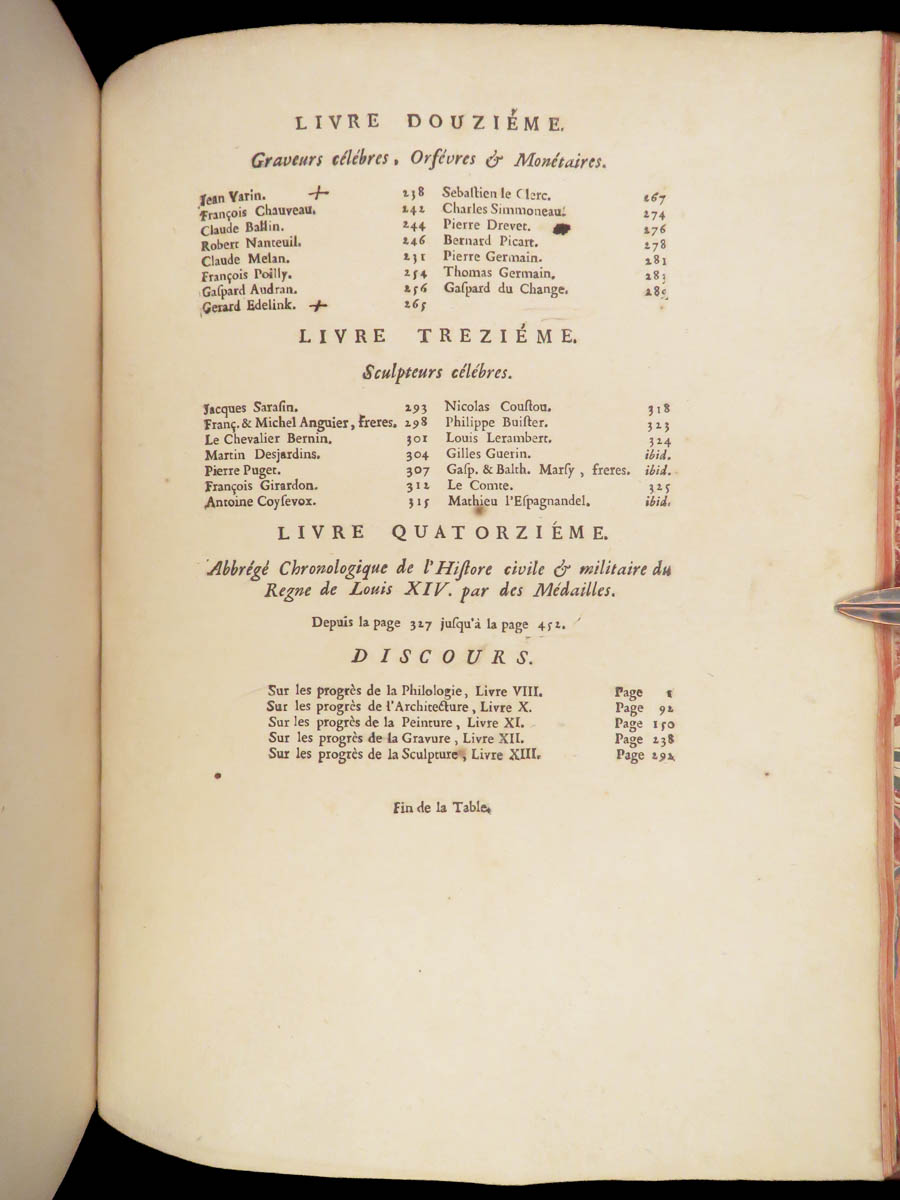 LIVRE DOUZIÉME.
Graveurs célébres, Orfévres & Monétaires.
Jean Varin. 238
François Chauveau. 242
Claude Ballin. 244
Robert Nanteuil. 246
Claude Melan. 231
François Poilly. 254
Gaſpard Audran. 256
Gerard Edelink. 265
Sebaſtien le Clerc. 267
Charles Simmoneau. 274
Pierre Drevet. 276
Bernard Picart. 278
Pierre Germain. 281
Thomas Germain. 283
Gaſpard du Change. 289
LIVRE TREZIÉME.
Sculpteurs célébres.
Jacques Saraſin. 293
Franç. & Michel Anguier, freres. 298
Le Chevalier Bernin. 301
Martin Desjardins. 304
Pierre Puget. 307
François Girardon. 312
Antoine Coyſevox. 315
Nicolas Couſtou. 318
Philippe Buiſter. 323
Louis Lerambert. 324
Gilles Guerin. ibid.
Gaſp. & Balth. Marſy, freres. ibid.
Le Comte. 325
Mathieu l'Eſpagnandel. ibid.
LIVRE QUATORZIÉME.
Abbrégé Chronologique de l'Hiſtore civile & militaire du
Regne de Louis XIV. par des Médailles.
Depuis la page 327 juſqu'à la page 452.
DISCOURS.
Sur les progrès de la Philologie, Livre VIII. Page 1
Sur les progrès de l'Architecture, Livre X. Page 92
Sur les progrès de la Peinture, Livre XI. Page 150
Sur les progrès de la Gravure, Livre XII. Page 238
Sur les progrès de la Sculpture, Livre XIII. Page 292
Fin de la Table.